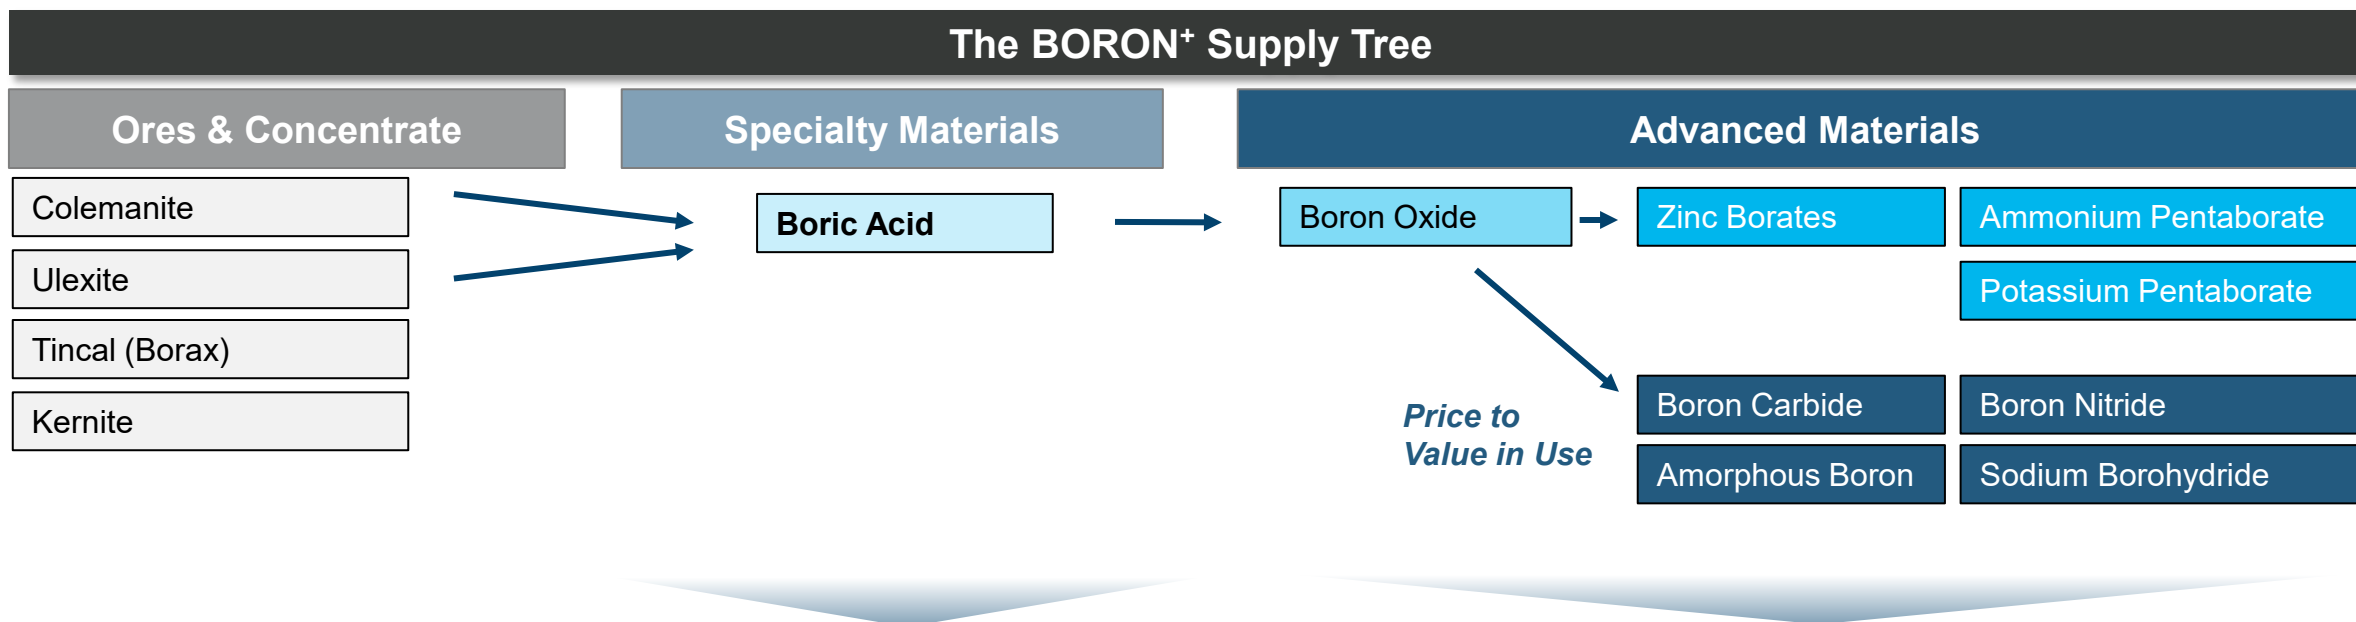 The BORON⁺ Supply Tree
Ores & Concentrate
Specialty Materials
Advanced Materials
Colemanite
Ulexite
Tincal (Borax)
Kernite
Boric Acid
Boron Oxide
Zinc Borates
Ammonium Pentaborate
Potassium Pentaborate
Price to
Value in Use
Boron Carbide
Boron Nitride
Amorphous Boron
Sodium Borohydride